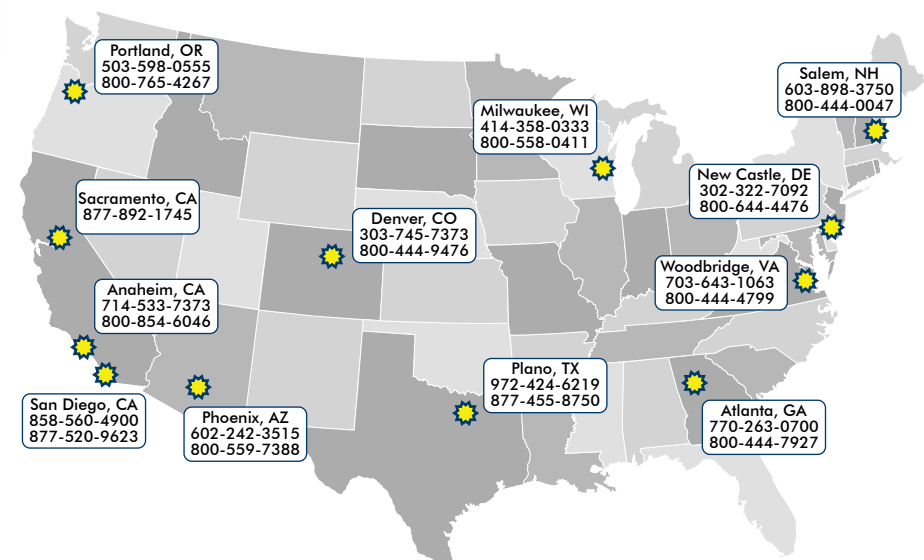 Portland, OR
503-598-0555
800-765-4267
Salem, NH
603-898-3750
800-444-0047
Milwaukee, WI
414-358-0333
800-558-0411
New Castle, DE
302-322-7092
800-644-4476
Sacramento, CA
877-892-1745
Denver, CO
303-745-7373
800-444-9476
Woodbridge, VA
703-643-1063
800-444-4799
Anaheim, CA
714-533-7373
800-854-6046
Plano, TX
972-424-6219
877-455-8750
San Diego, CA
858-560-4900
877-520-9623
Phoenix, AZ
602-242-3515
800-559-7388
Atlanta, GA
770-263-0700
800-444-7927